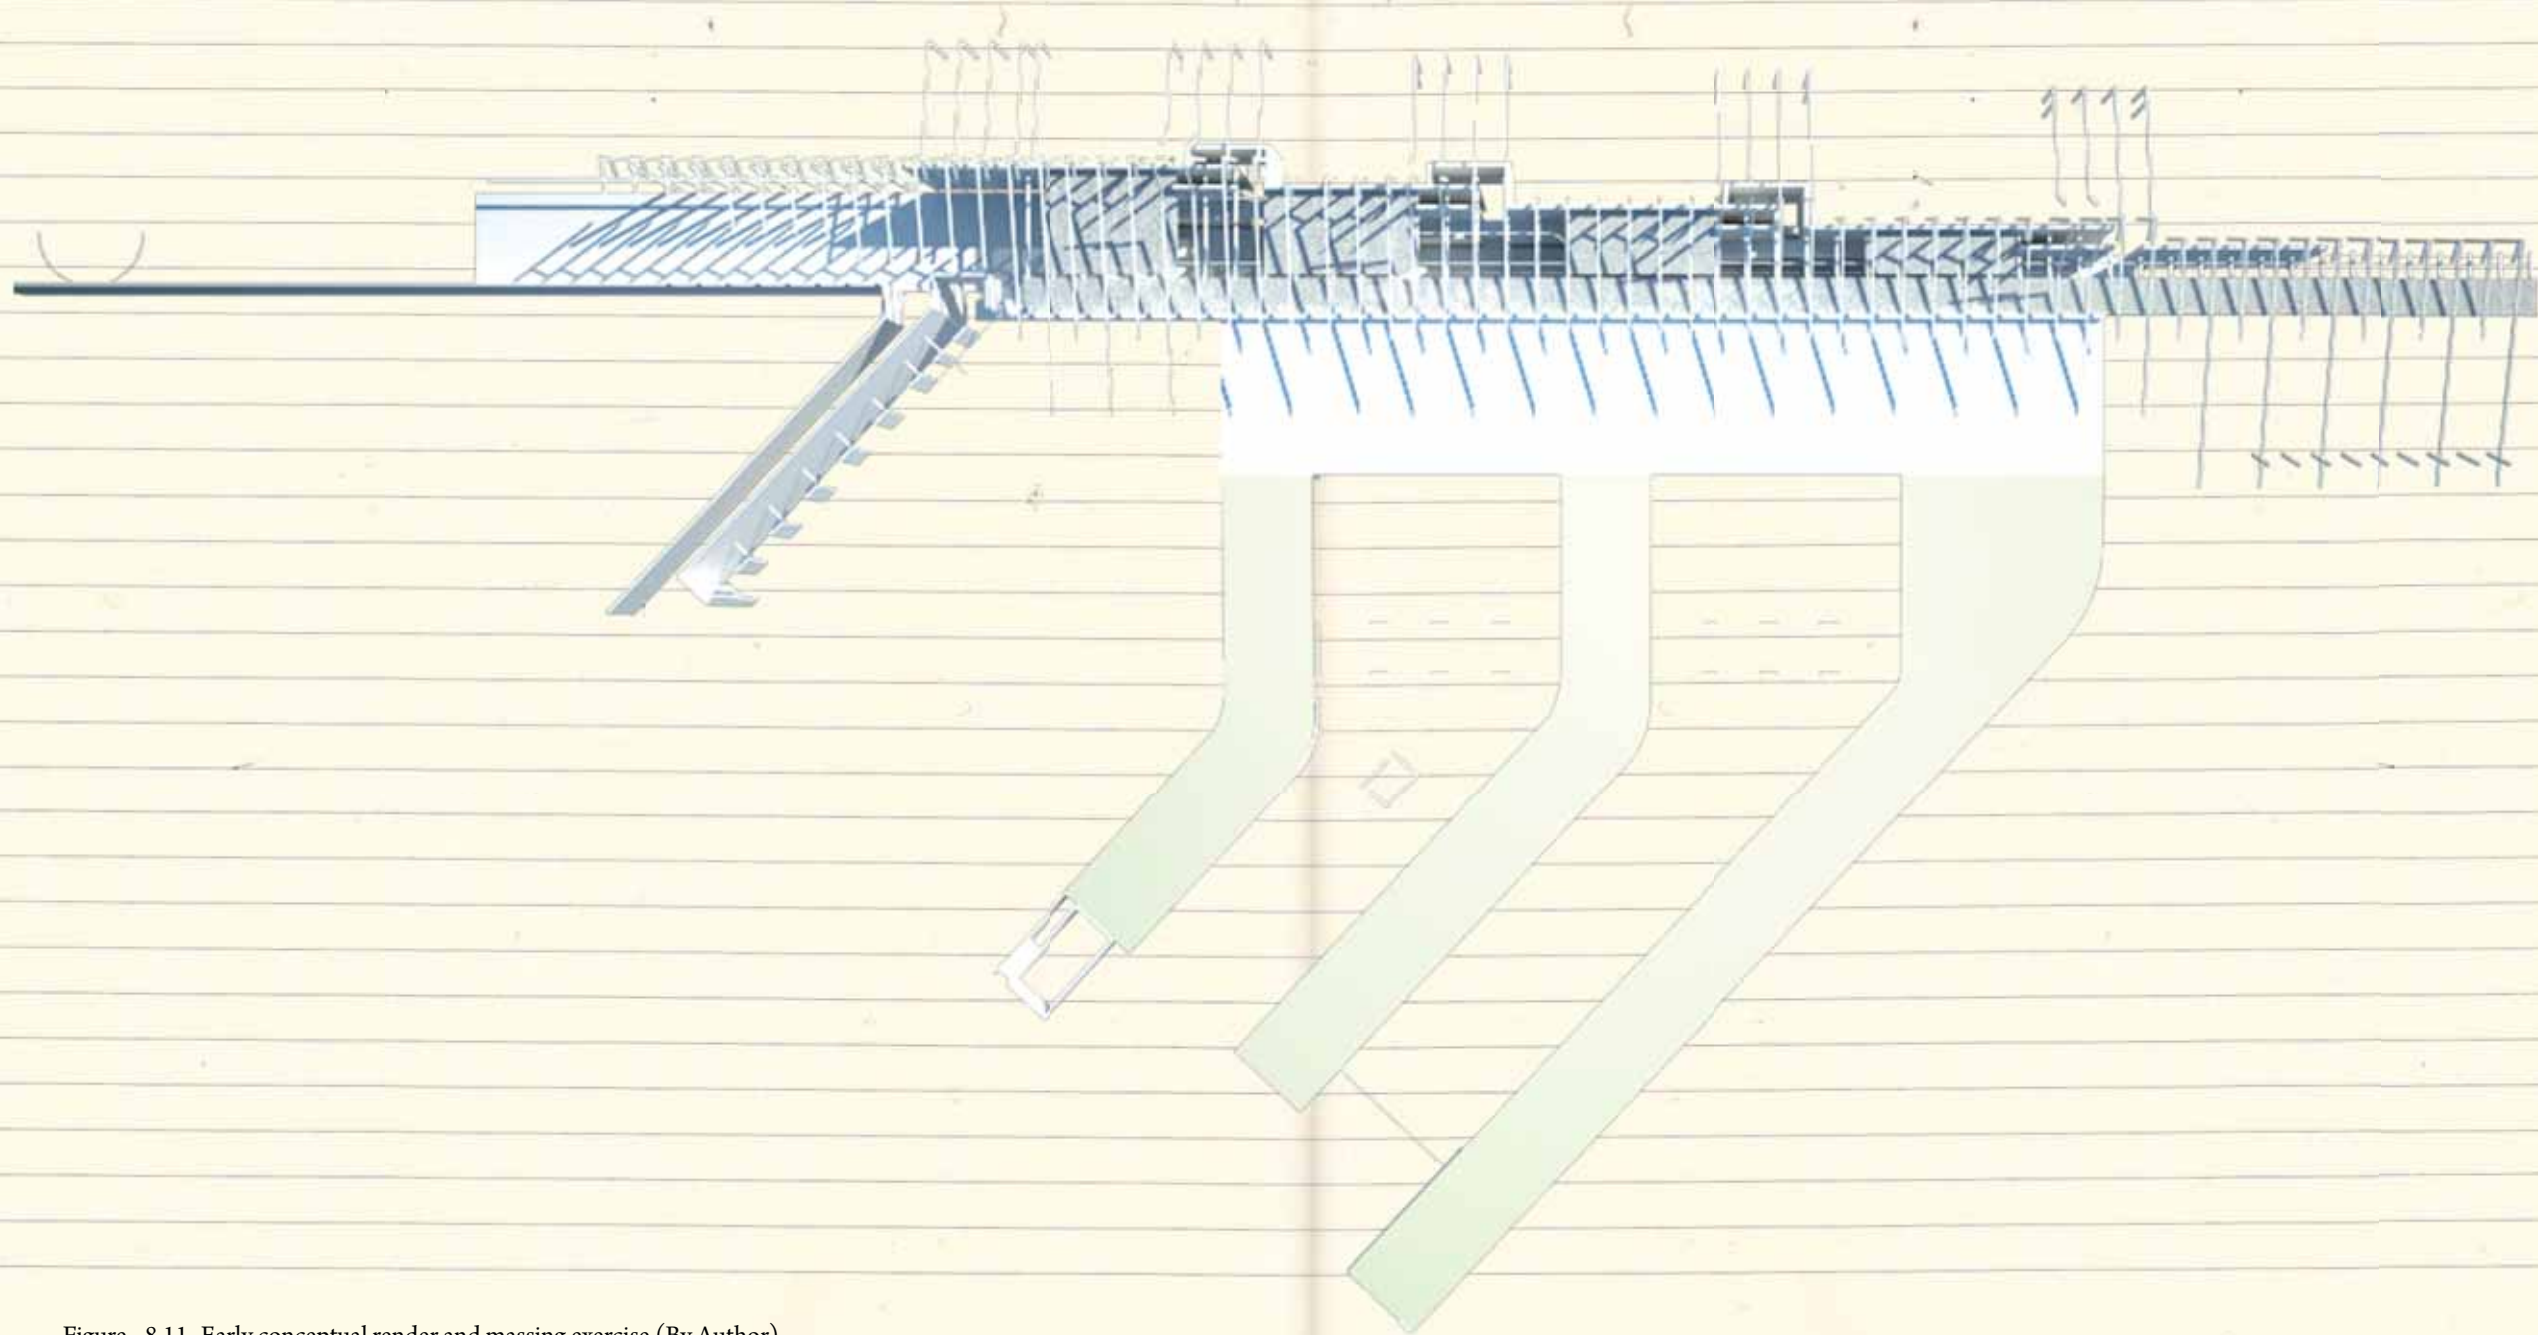 Figure. 8.11. Early conceptual render and massing exercise (By Author)